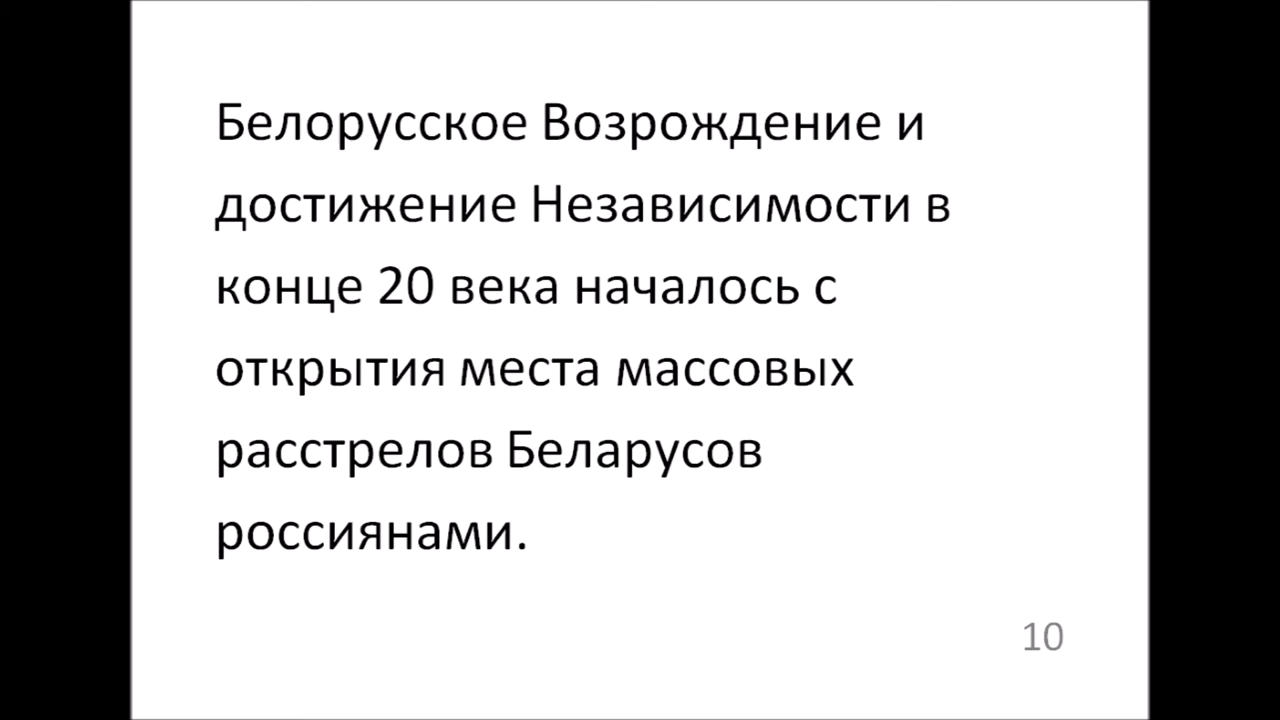 Белорусское Возрождение и
достижение Независимости в
конце 20 века началось с
открытия места массовых
расстрелов Беларусов
россиянами.
10